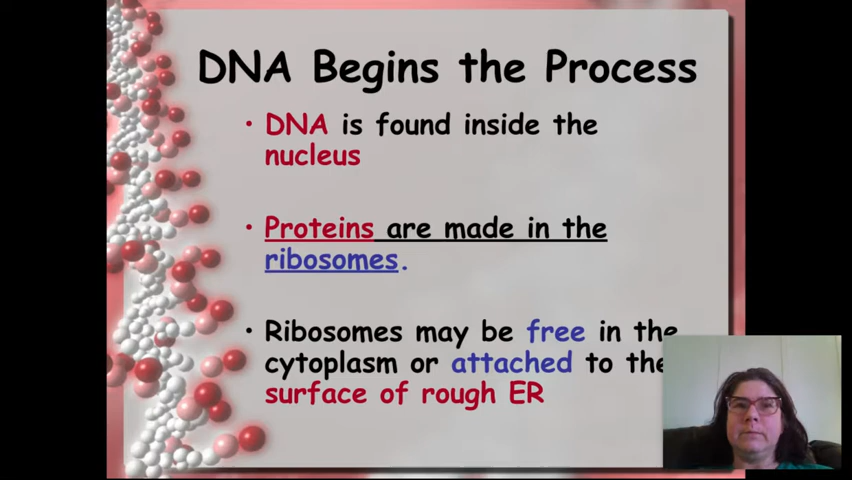 DNA Begins the Process
• DNA is found inside the
nucleus
• Proteins are made in the
ribosomes.
• Ribosomes may be free in the
cytoplasm or attached to the
surface of rough ER